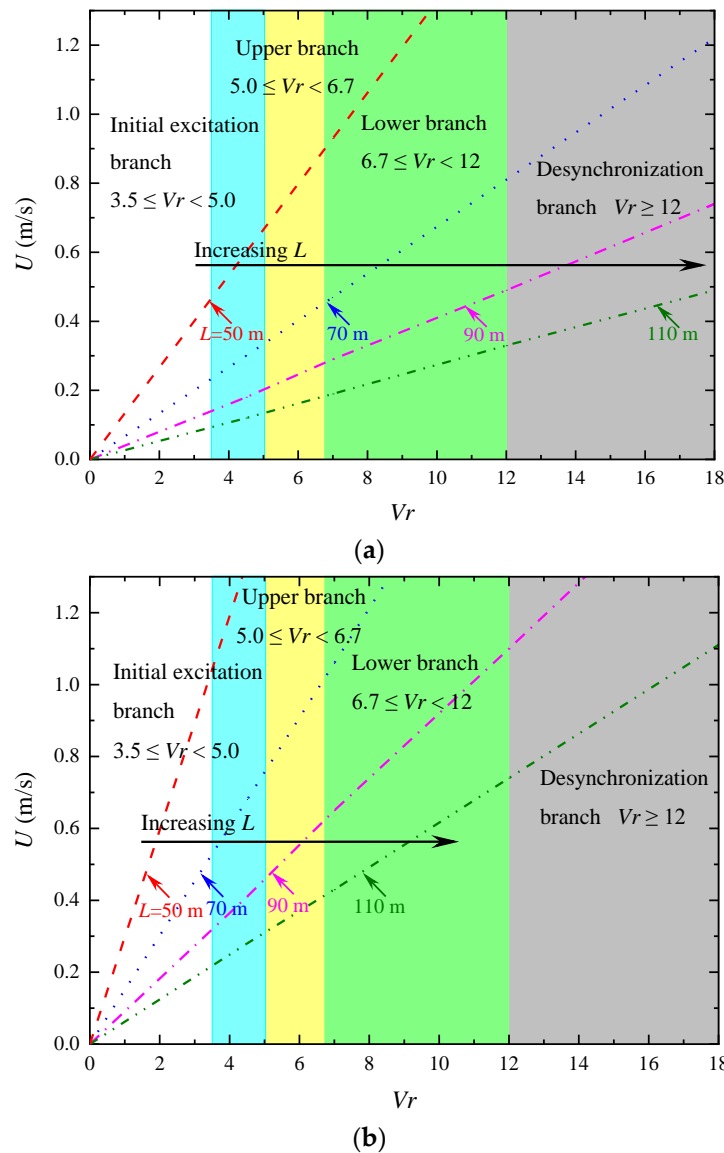 1.2
1.0
0.8
0.6
0.4
0.2
0.0
U (m/s)
Upper branch
5.0 ≤ Vr < 6.7
Initial excitation
branch
3.5 ≤ Vr < 5.0
Lower branch
6.7 ≤ Vr < 12
Desynchronization
branch Vr ≥ 12
Increasing L
L=50 m
70 m
90 m
110 m
0 2 4 6 8 10 12 14 16 18
Vr
(a)
1.2
1.0
0.8
0.6
0.4
0.2
0.0
U (m/s)
Upper branch
5.0 ≤ Vr < 6.7
Initial excitation
branch
3.5 ≤ Vr < 5.0
Lower branch
6.7 ≤ Vr < 12
Desynchronization
branch Vr ≥ 12
Increasing L
L=50 m
70 m
90 m
110 m
0 2 4 6 8 10 12 14 16 18
Vr
(b)